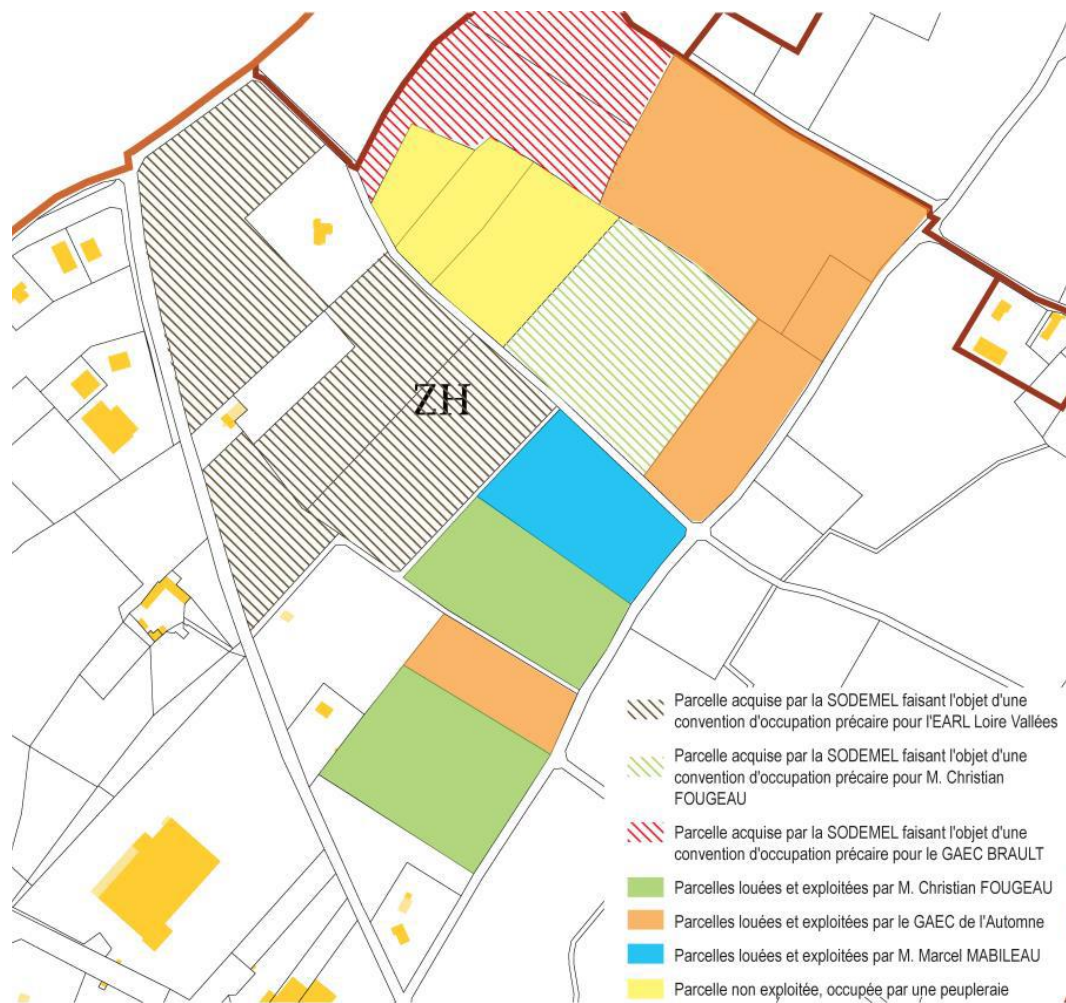 ZH
Parcelle acquise par la SODEMEL faisant l'objet d'une
convention d'occupation précaire pour l'EARL Loire Vallées
Parcelle acquise par la SODEMEL faisant l'objet d'une
convention d'occupation précaire pour M. Christian
FOUGEAU
Parcelle acquise par la SODEMEL faisant l'objet d'une
convention d'occupation précaire pour le GAEC BRAULT
Parcelles louées et exploitées par M. Christian FOUGEAU
Parcelles louées et exploitées par le GAEC de l'Automne
Parcelles louées et exploitées par M. Marcel MABILEAU
Parcelle non exploitée, occupée par une peupleraie